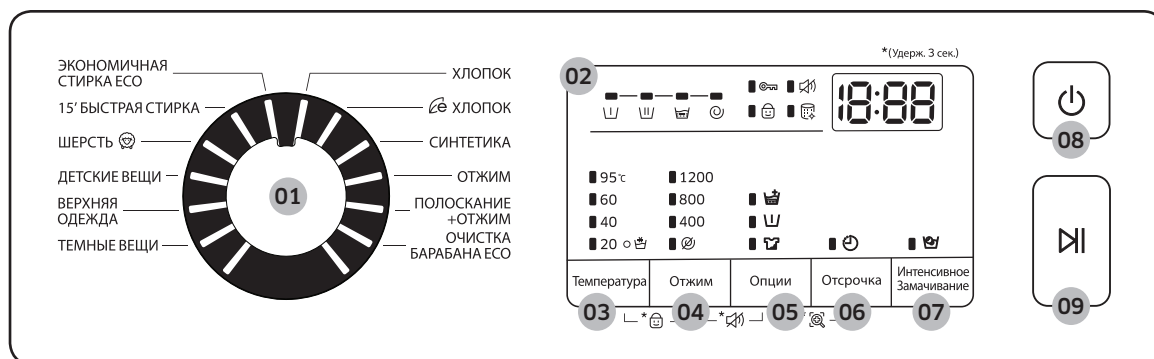 ЭКОНОМИЧНАЯ
СТИРКА ECO
15’ БЫСТРАЯ СТИРКА
ШЕРСТЬ
ДЕТСКИЕ ВЕЩИ
ВЕРХНЯЯ
ОДЕЖДА
ТЕМНЫЕ ВЕЩИ
01
ХЛОПОК
e ХЛОПОК
СИНТЕТИКА
ОТЖИМ
ПОЛОСКАНИЕ
+ОТЖИМ
ОЧИСТКА
БАРАБАНА ECO
*(Удерж. 3 сек.)
02
18:88
95℃
1200
60
800
40
400
20
Температура
Отжим
Опции
Отсрочка
Интенсивное
Замачивание
03
04
05
06
07
*
*
*
08
09